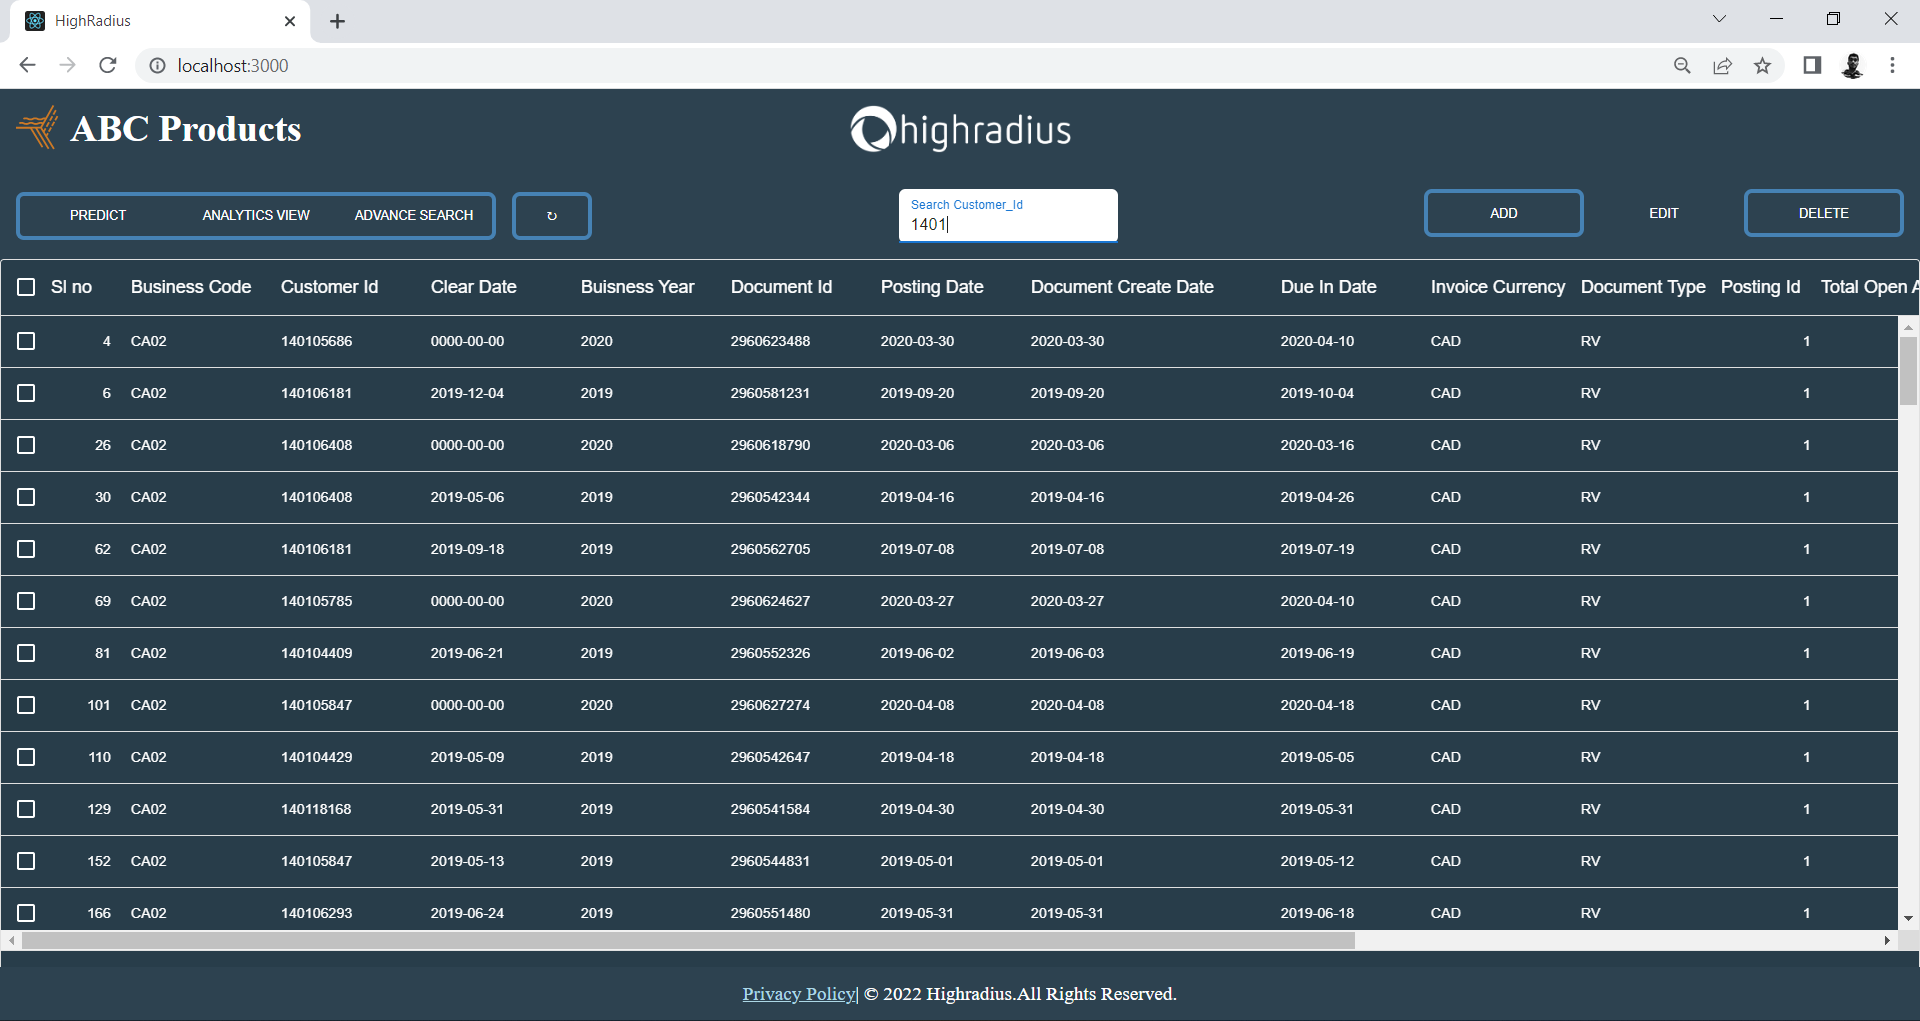 HighRadius
localhost:3000
ABC Products
highradius
PREDICT ANALYTICS VIEW ADVANCE SEARCH ↻
Search Customer_Id
1401
ADD EDIT DELETE
Sl no Business Code Customer Id Clear Date Buisness Year Document Id Posting Date Document Create Date Due In Date Invoice Currency Document Type Posting Id Total Open A
4 CA02 140105686 0000-00-00 2020 2960623488 2020-03-30 2020-03-30 2020-04-10 CAD RV 1
6 CA02 140106181 2019-12-04 2019 2960581231 2019-09-20 2019-09-20 2019-10-04 CAD RV 1
26 CA02 140106408 0000-00-00 2020 2960618790 2020-03-06 2020-03-06 2020-03-16 CAD RV 1
30 CA02 140106408 2019-05-06 2019 2960542344 2019-04-16 2019-04-16 2019-04-26 CAD RV 1
62 CA02 140106181 2019-09-18 2019 2960562705 2019-07-08 2019-07-08 2019-07-19 CAD RV 1
69 CA02 140105785 0000-00-00 2020 2960624627 2020-03-27 2020-03-27 2020-04-10 CAD RV 1
81 CA02 140104409 2019-06-21 2019 2960552326 2019-06-02 2019-06-03 2019-06-19 CAD RV 1
101 CA02 140105847 0000-00-00 2020 2960627274 2020-04-08 2020-04-08 2020-04-18 CAD RV 1
110 CA02 140104429 2019-05-09 2019 2960542647 2019-04-18 2019-04-18 2019-05-05 CAD RV 1
129 CA02 140118168 2019-05-31 2019 2960541584 2019-04-30 2019-04-30 2019-05-31 CAD RV 1
152 CA02 140105847 2019-05-13 2019 2960544831 2019-05-01 2019-05-01 2019-05-12 CAD RV 1
166 CA02 140106293 2019-06-24 2019 2960551480 2019-05-31 2019-05-31 2019-06-18 CAD RV 1
Privacy Policy| © 2022 Highradius.All Rights Reserved.